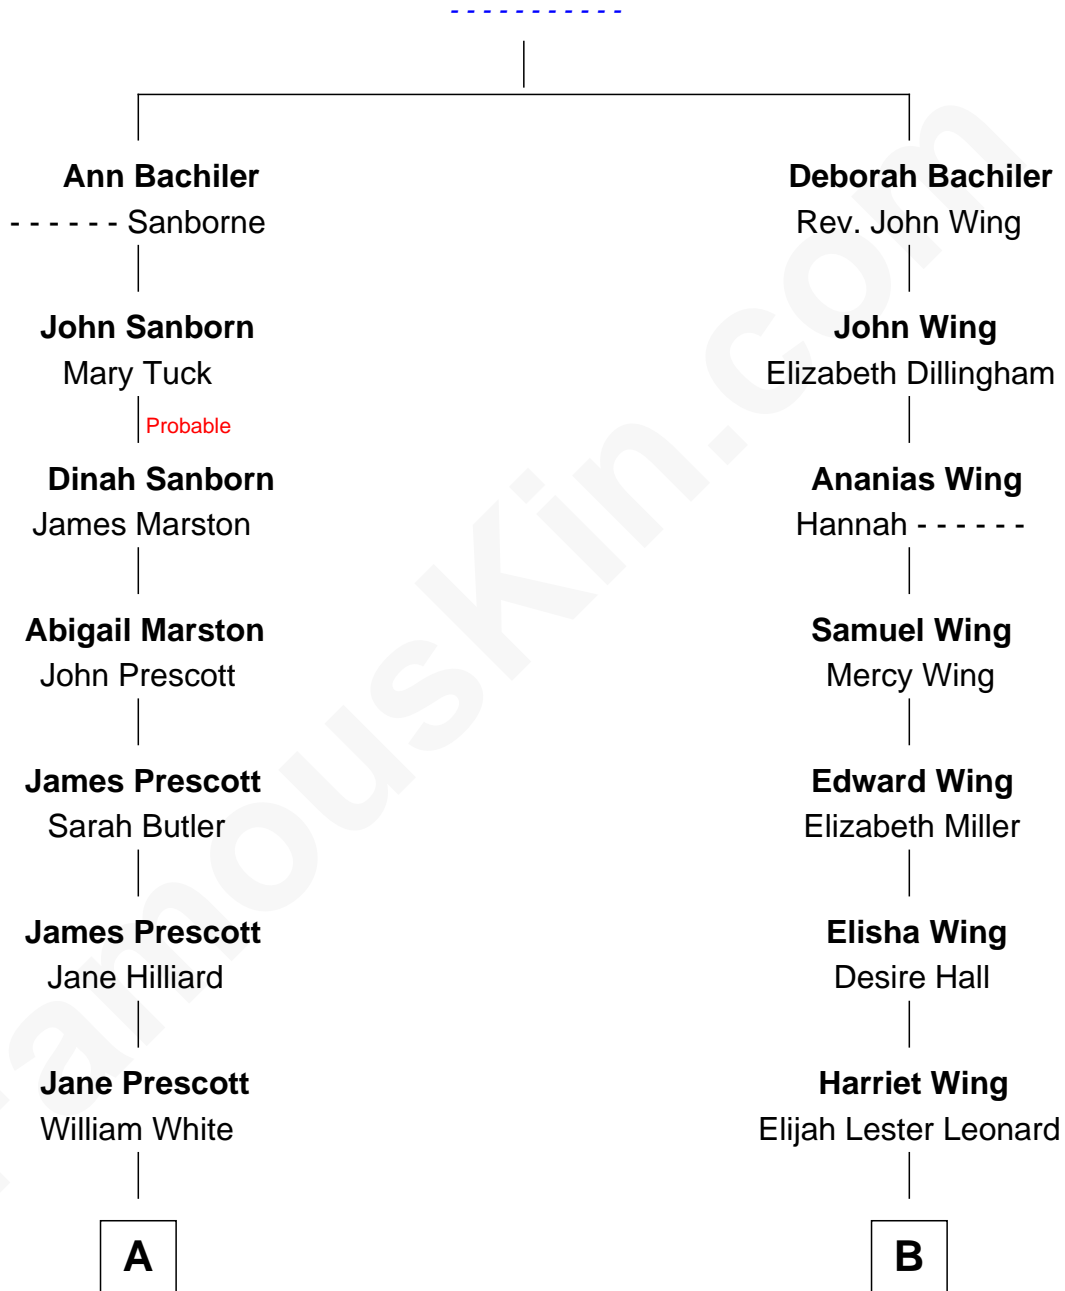 - - - - - - - - - - -
Ann Bachiler
- - - - - - Sanborne
John Sanborn
Mary Tuck
Probable
Dinah Sanborn
James Marston
Abigail Marston
John Prescott
James Prescott
Sarah Butler
James Prescott
Jane Hilliard
Jane Prescott
William White
A
Deborah Bachiler
Rev. John Wing
John Wing
Elizabeth Dillingham
Ananias Wing
Hannah - - - - - -
Samuel Wing
Mercy Wing
Edward Wing
Elizabeth Miller
Elisha Wing
Desire Hall
Harriet Wing
Elijah Lester Leonard
B
FamousKin.com